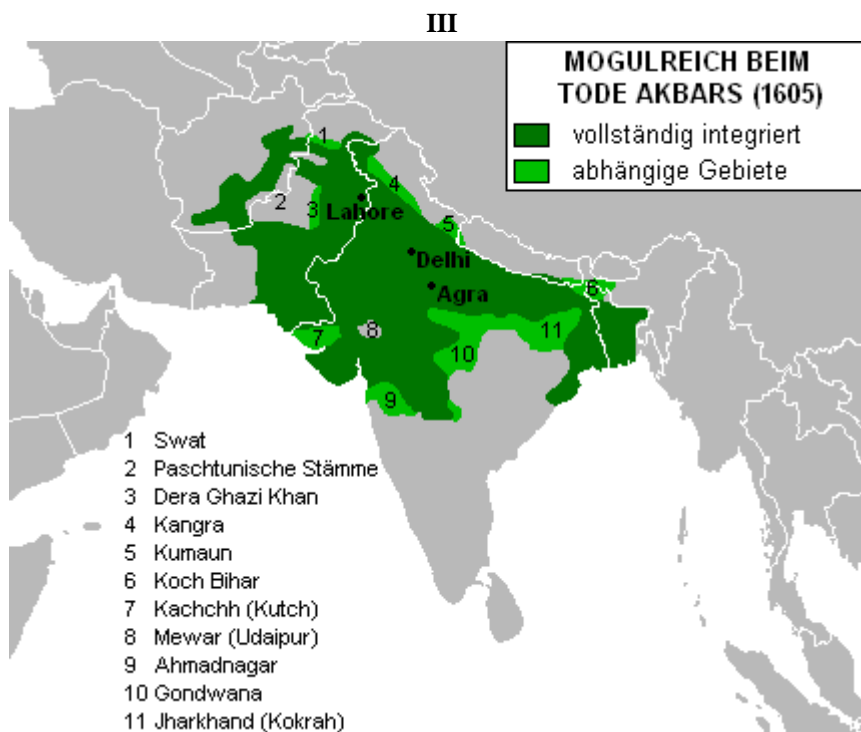 III
MOGULREICH BEIM
TODE AKBARS (1605)
vollständig integriert
abhängige Gebiete
1
2
3
4
Lahore
5
Delhi
6
Agra
7
8
11
10
9
1 Swat
2 Paschtunische Stämme
3 Dera Ghazi Khan
4 Kangra
5 Kumaun
6 Koch Bihar
7 Kachchh (Kutch)
8 Mewar (Udaipur)
9 Ahmadnagar
10 Gondwana
11 Jharkhand (Kokrah)